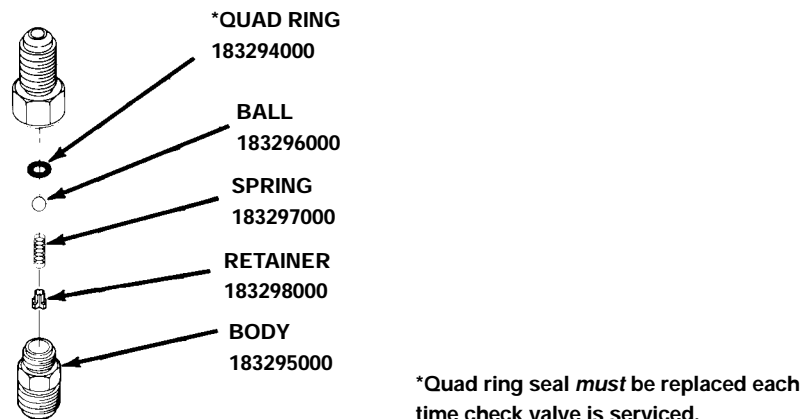 *QUAD RING
183294000
BALL
183296000
SPRING
183297000
RETAINER
183298000
BODY
183295000
*Quad ring seal must be replaced each
time check valve is serviced.